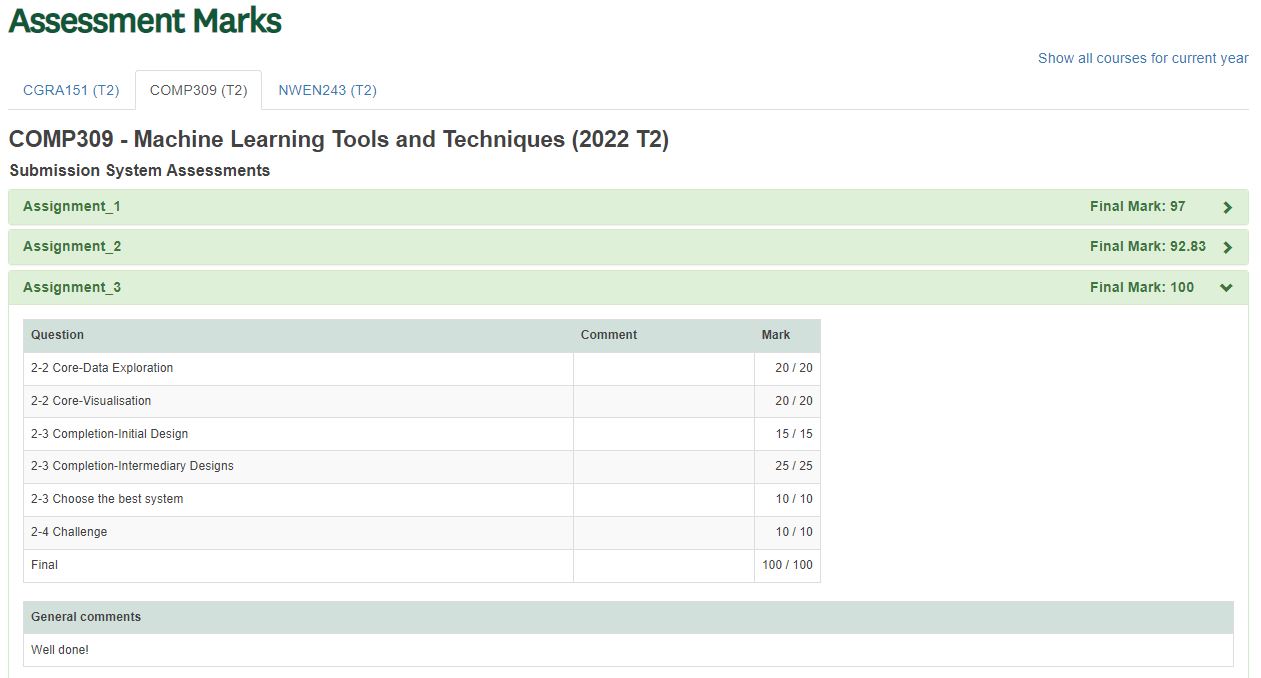 Assessment Marks
Show all courses for current year
CGRA151 (T2) COMP309 (T2) NWEN243 (T2)
COMP309 - Machine Learning Tools and Techniques (2022 T2)
Submission System Assessments
Assignment_1 Final Mark: 97
Assignment_2 Final Mark: 92.83
Assignment_3 Final Mark: 100
Question Comment Mark
2-2 Core-Data Exploration 20 / 20
2-2 Core-Visualisation 20 / 20
2-3 Completion-Initial Design 15 / 15
2-3 Completion-Intermediary Designs 25 / 25
2-3 Choose the best system 10 / 10
2-4 Challenge 10 / 10
Final 100 / 100
General comments
Well done!